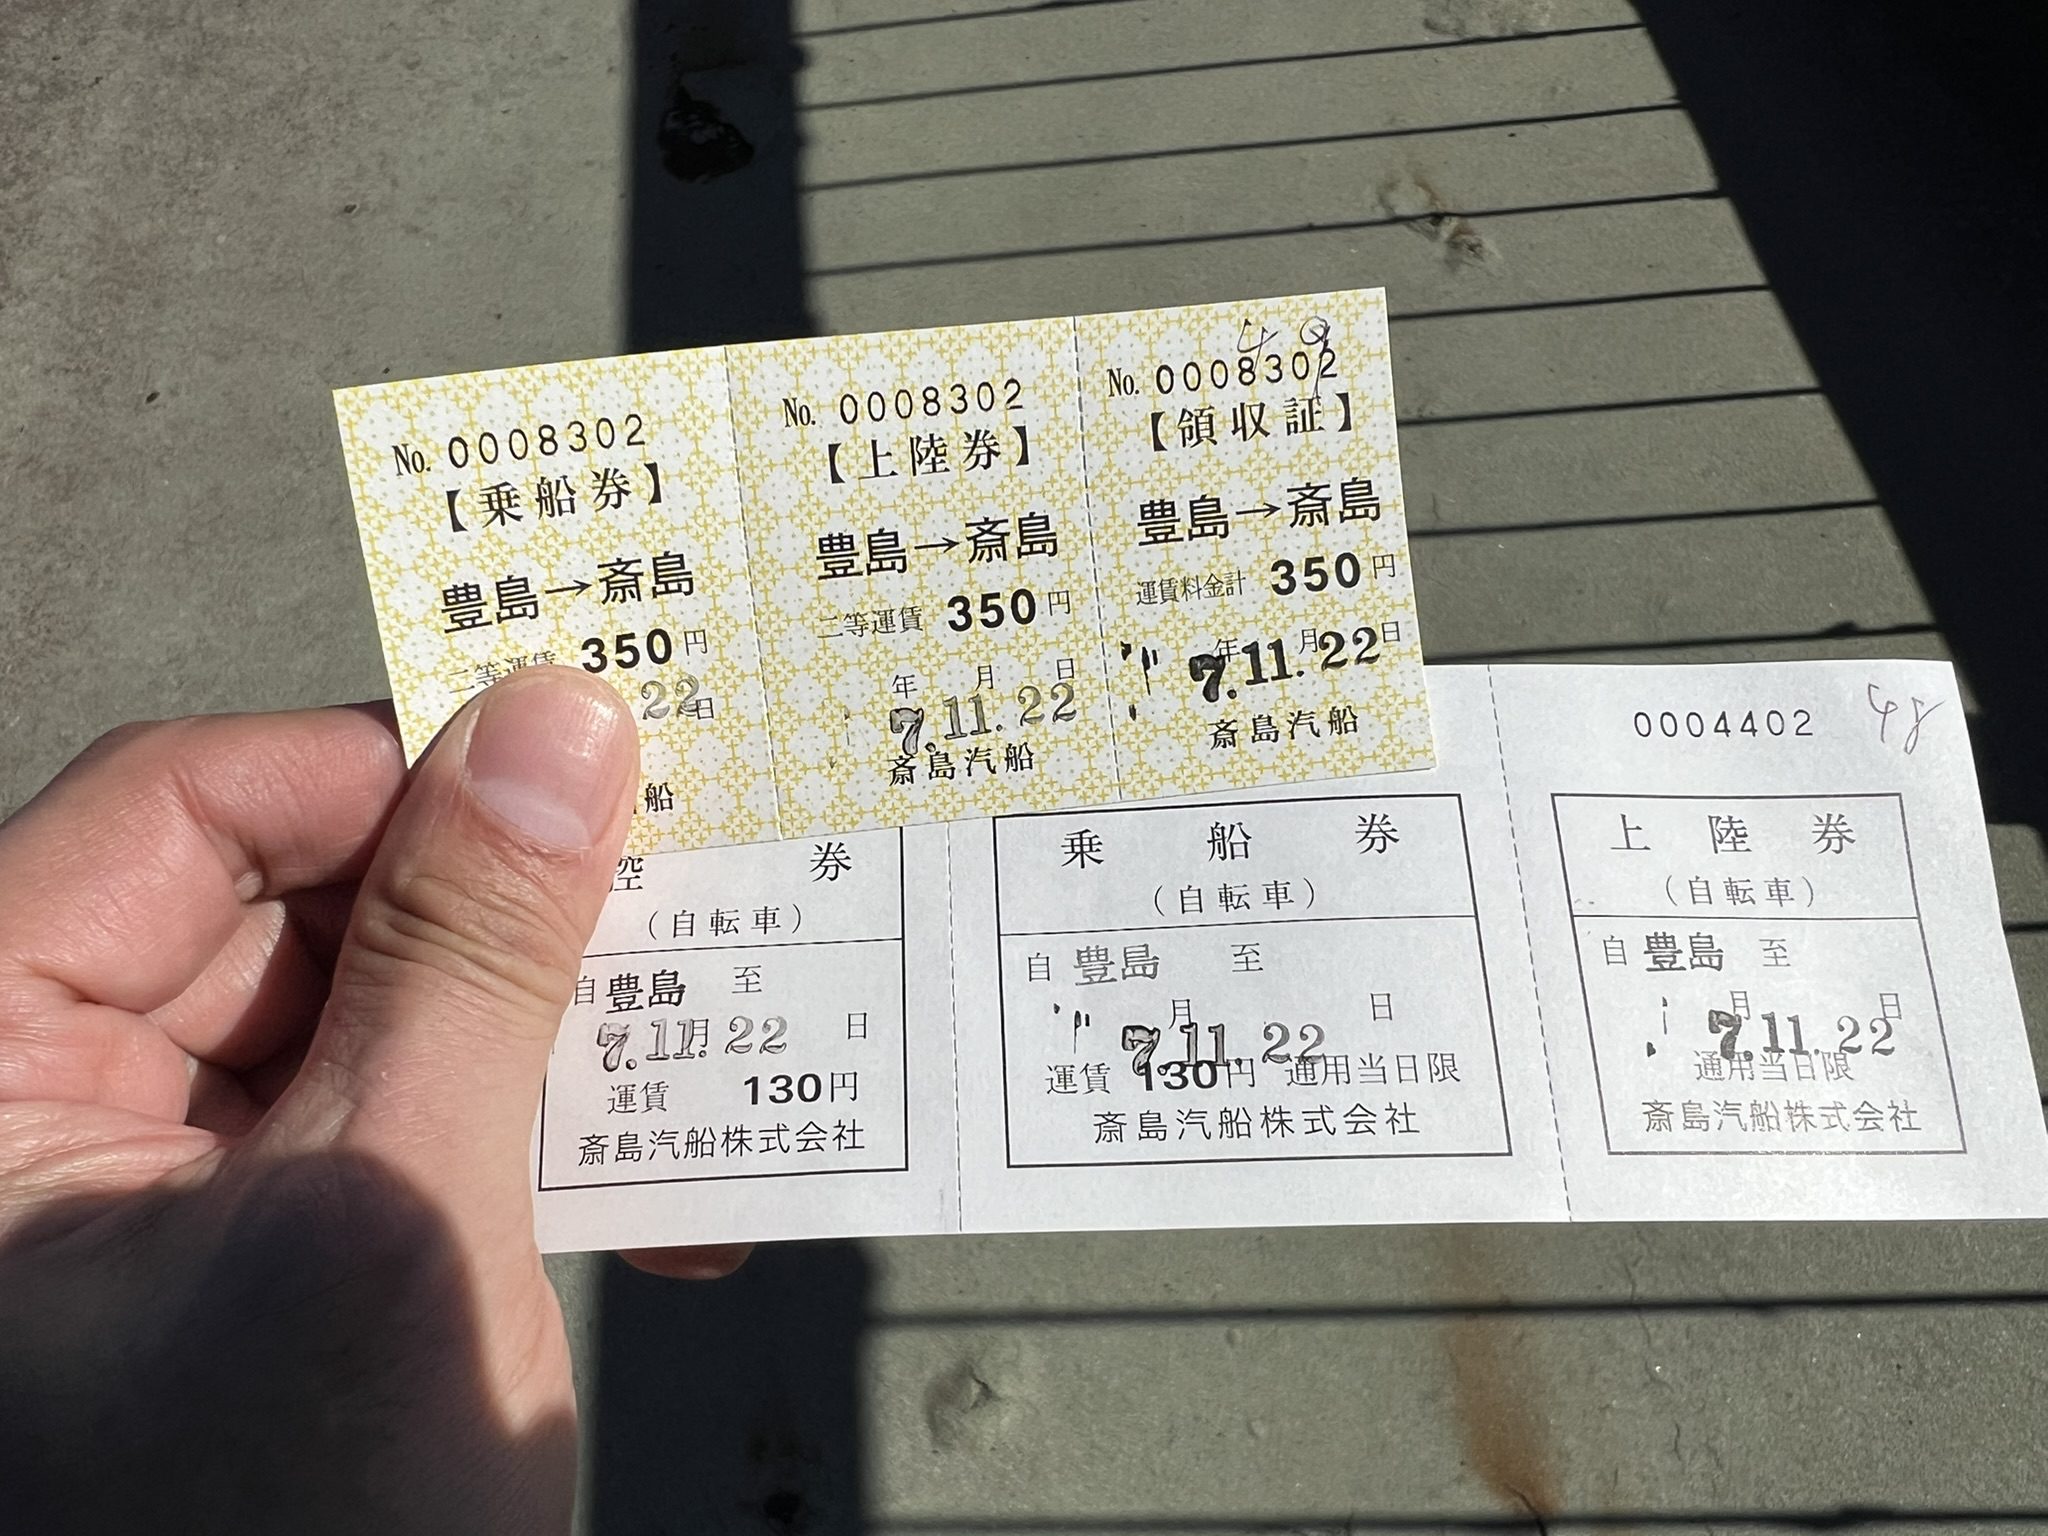 No. 0008302
【乗船券】
豊島→斎島
二等運賃 350円
22日
船
No. 0008302
【上陸券】
豊島→斎島
二等運賃 350円
年 月 日
7.11.22
斎島汽船
4 8
No. 0008302
【領収証】
豊島→斎島
運賃料金計 350円
年 月 日
7.11.22
斎島汽船
控 券
(自転車)
自 豊島 至
月 日
7.11.22
運賃 130円
斎島汽船株式会社
乗船券
(自転車)
自 豊島 至
月 日
7.11.22
運賃 130円 通用当日限
斎島汽船株式会社
0004402 48
上陸券
(自転車)
自 豊島 至
月 日
7.11.22
通用当日限
斎島汽船株式会社